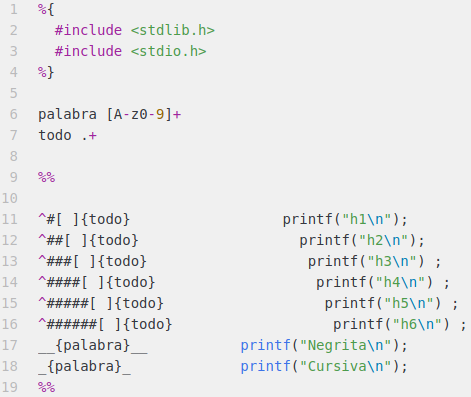 1 %{
2   #include <stdlib.h>
3   #include <stdio.h>
4 %}
5
6 palabra [A-z0-9]+
7 todo .+
8
9 %%
10
11 ^#[ ]{todo}                  printf("h1\n");
12 ^##[ ]{todo}                   printf("h2\n");
13 ^###[ ]{todo}                   printf("h3\n") ;
14 ^####[ ]{todo}                   printf("h4\n") ;
15 ^#####[ ]{todo}                   printf("h5\n") ;
16 ^######[ ]{todo}                   printf("h6\n") ;
17 __{palabra}__           printf("Negrita\n");
18 _{palabra}_             printf("Cursiva\n");
19 %%